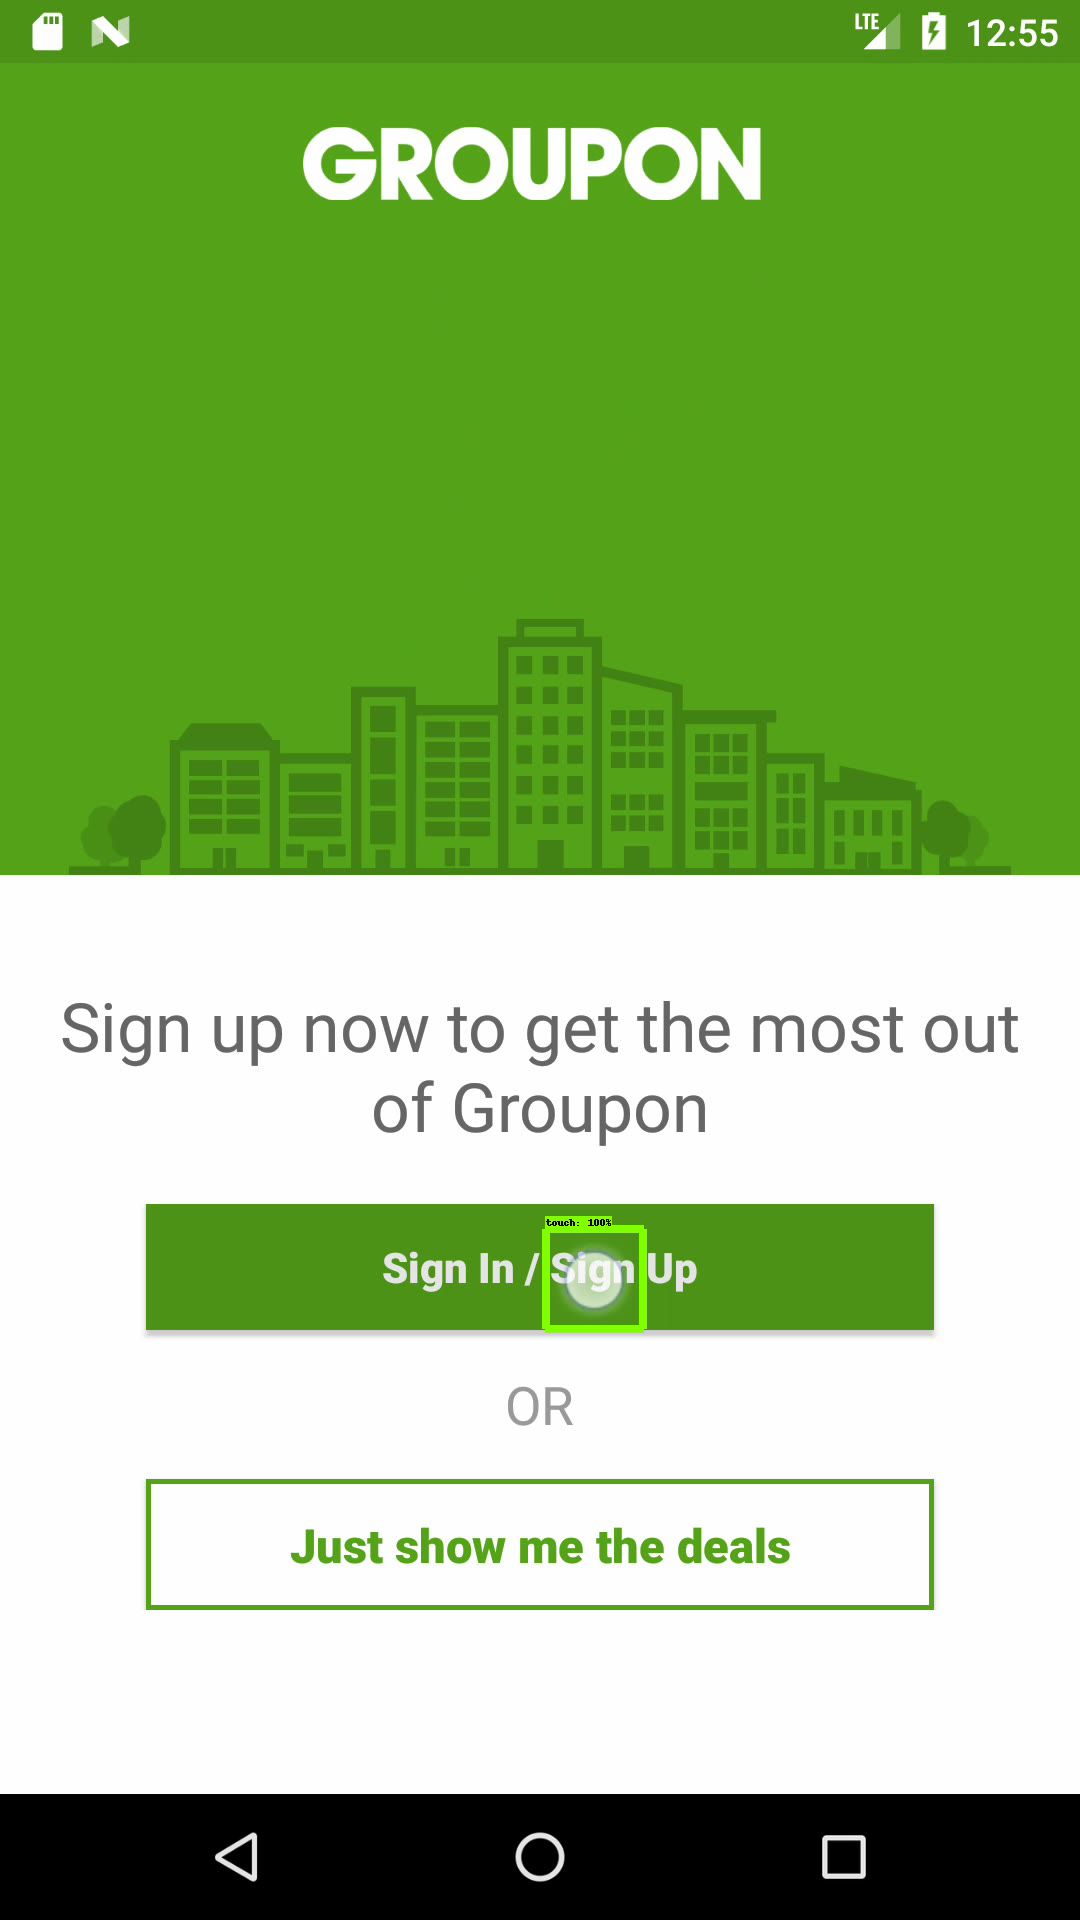 LTE 12:55
GROUPON
Sign up now to get the most out
of Groupon
touch: 100%
Sign In / Sign Up
OR
Just show me the deals